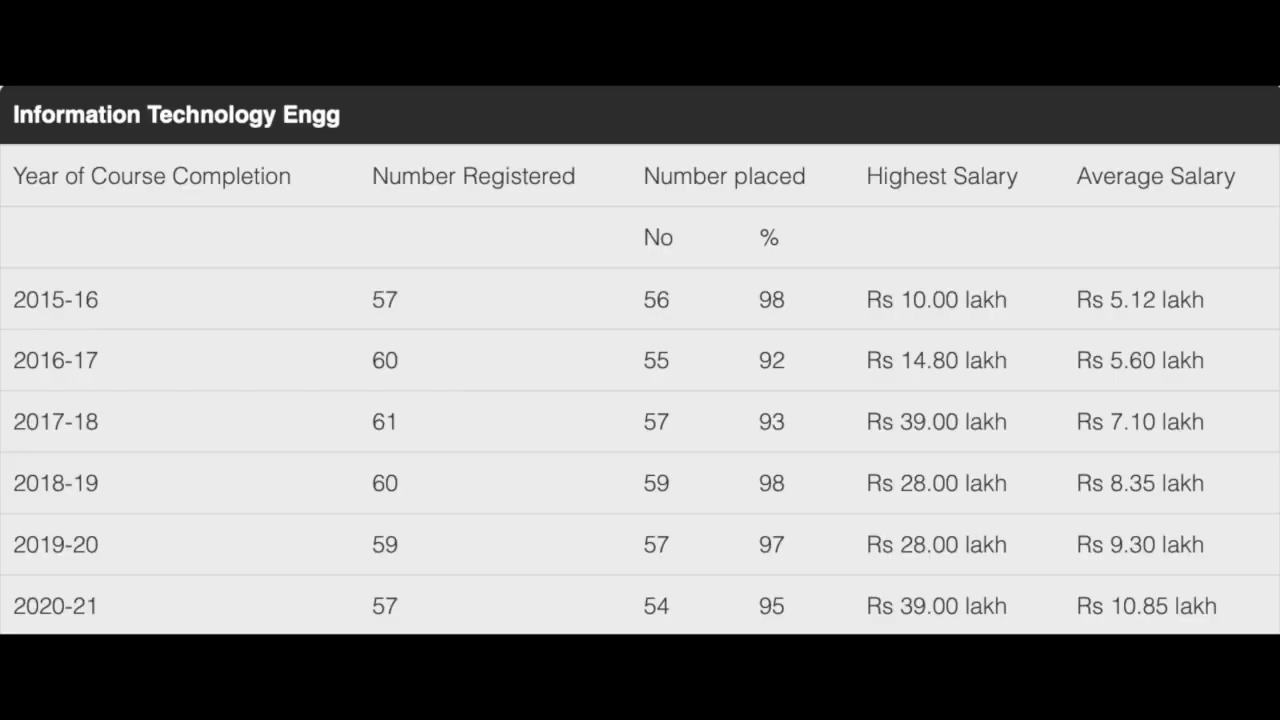 Information Technology Engg
Year of Course Completion Number Registered Number placed Highest Salary Average Salary
No %
2015-16 57 56 98 Rs 10.00 lakh Rs 5.12 lakh
2016-17 60 55 92 Rs 14.80 lakh Rs 5.60 lakh
2017-18 61 57 93 Rs 39.00 lakh Rs 7.10 lakh
2018-19 60 59 98 Rs 28.00 lakh Rs 8.35 lakh
2019-20 59 57 97 Rs 28.00 lakh Rs 9.30 lakh
2020-21 57 54 95 Rs 39.00 lakh Rs 10.85 lakh